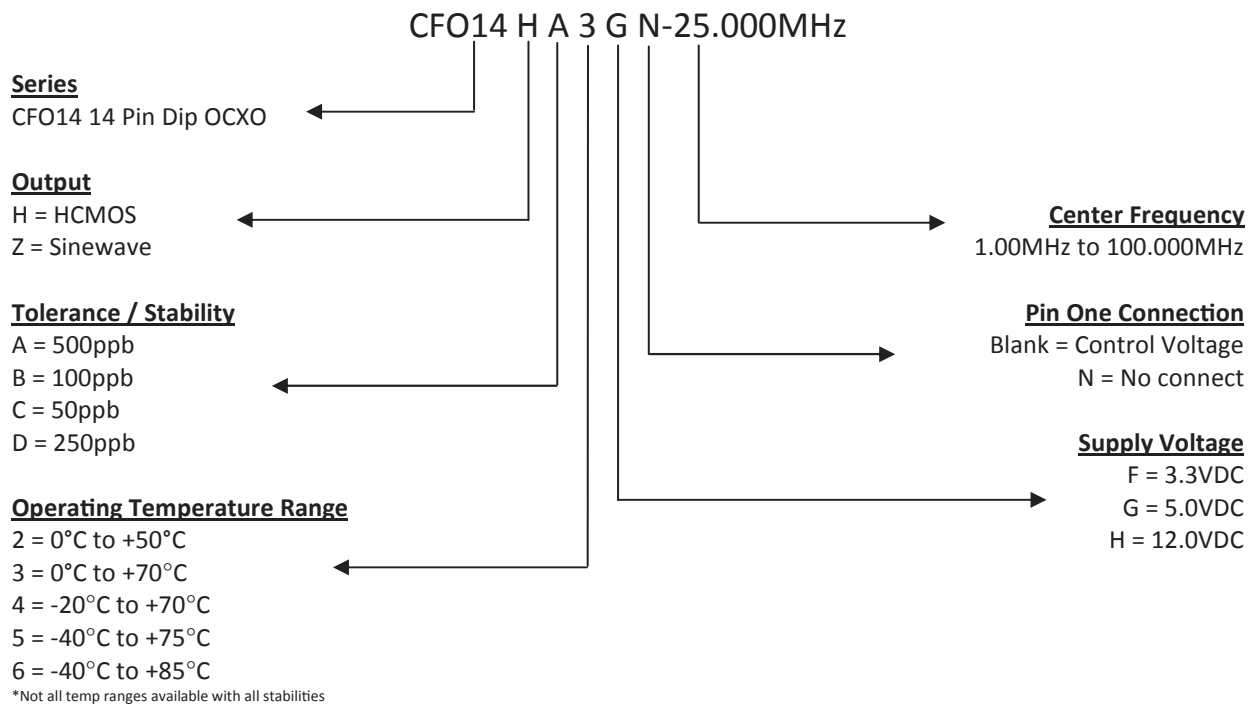 CFO14 H A 3 G N-25.000MHz
Series
CFO14 14 Pin Dip OCXO
Output
H = HCMOS
Z = Sinewave
Tolerance / Stability
A = 500ppb
B = 100ppb
C = 50ppb
D = 250ppb
Operating Temperature Range
2 = 0°C to +50°C
3 = 0°C to +70°C
4 = -20°C to +70°C
5 = -40°C to +75°C
6 = -40°C to +85°C
*Not all temp ranges available with all stabilities
Center Frequency
1.00MHz to 100.000MHz
Pin One Connection
Blank = Control Voltage
N = No connect
Supply Voltage
F = 3.3VDC
G = 5.0VDC
H = 12.0VDC